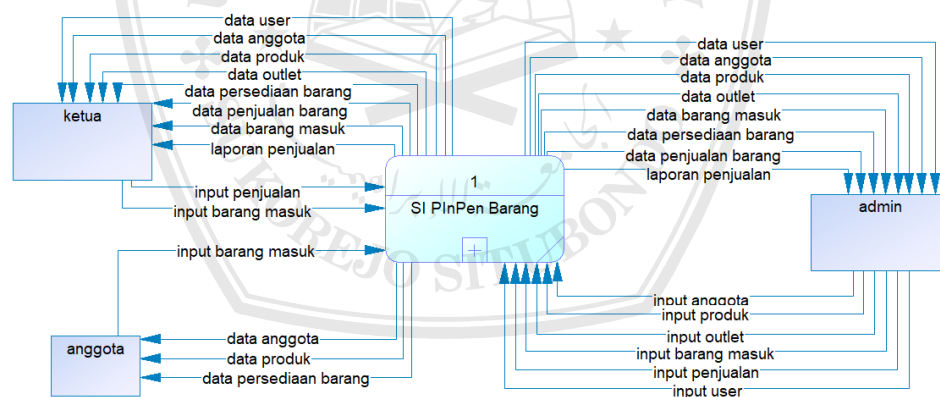 data user
data anggota
data produk
data outlet
data persediaan barang
data penjualan barang
data barang masuk
laporan penjualan
ketua
input penjualan
input barang masuk
input barang masuk
anggota
data anggota
data produk
data persediaan barang
1
SI PInPen Barang
data user
data anggota
data produk
data outlet
data barang masuk
data persediaan barang
data penjualan barang
laporan penjualan
admin
input anggota
input produk
input outlet
input barang masuk
input penjualan
input user
SUKOREJO SITUBONDO